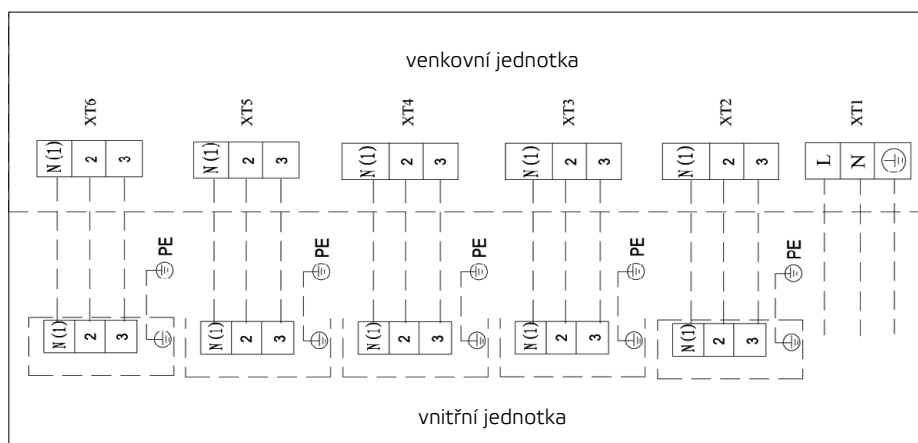 venkovní jednotka
XT6 XT5 XT4 XT3 XT2 XT1
N(1) 2 3 N(1) 2 3 N(1) 2 3 N(1) 2 3 N(1) 2 3 L N
PE PE PE PE PE
N(1) 2 3 N(1) 2 3 N(1) 2 3 N(1) 2 3 N(1) 2 3
vnitřní jednotka